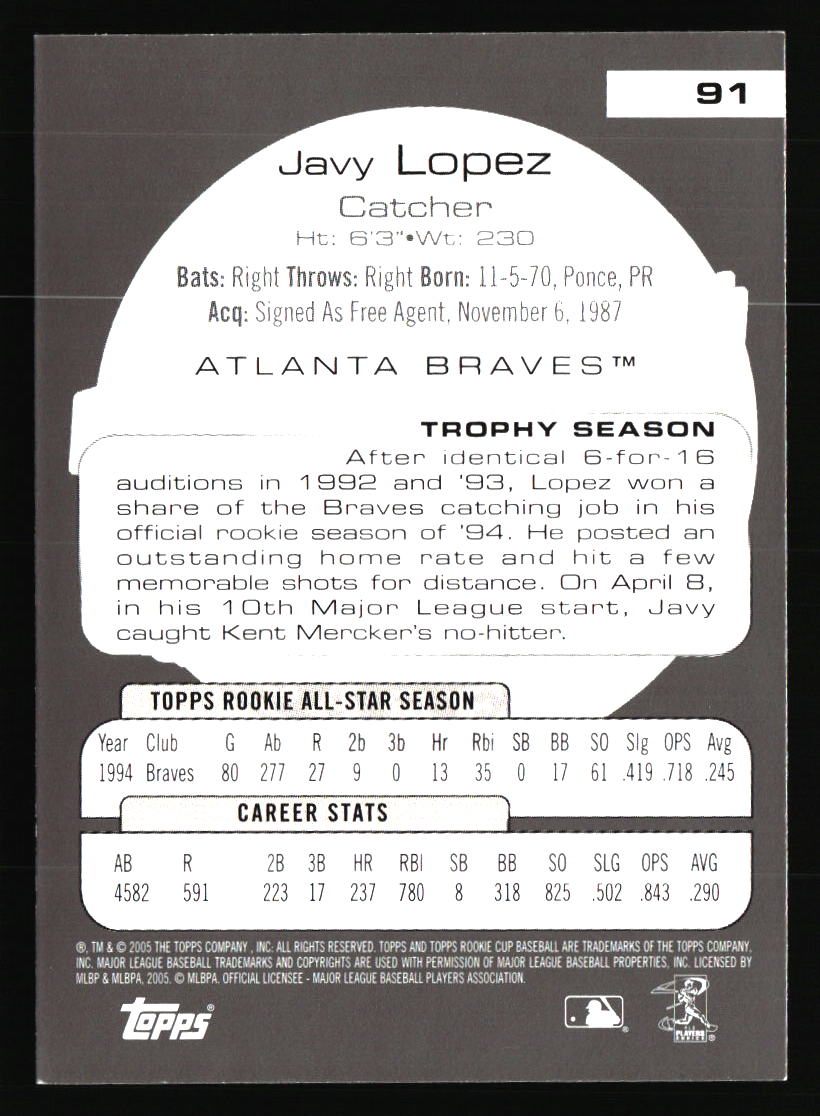 91
Javy Lopez
Catcher
Ht: 6'3"•Wt: 230
Bats: Right Throws: Right Born: 11-5-70, Ponce, PR
Acq: Signed As Free Agent, November 6, 1987
ATLANTA BRAVES™
TROPHY SEASON
After identical 6-for-16
auditions in 1992 and '93, Lopez won a
share of the Braves catching job in his
official rookie season of '94. He posted an
outstanding home rate and hit a few
memorable shots for distance. On April 8,
in his 10th Major League start, Javy
caught Kent Mercker's no-hitter.
TOPPS ROOKIE ALL-STAR SEASON
Year Club G Ab R 2b 3b Hr Rbi SB BB SO Slg OPS Avg
1994 Braves 80 277 27 9 0 13 35 0 17 61 .419 .718 .245
CAREER STATS
AB R 2B 3B HR RBI SB BB SO SLG OPS AVG
4582 591 223 17 237 780 8 318 825 .502 .843 .290
®, TM & © 2005 THE TOPPS COMPANY, INC. ALL RIGHTS RESERVED. TOPPS AND TOPPS ROOKIE CUP BASEBALL ARE TRADEMARKS OF THE TOPPS COMPANY,
INC. MAJOR LEAGUE BASEBALL TRADEMARKS AND COPYRIGHTS ARE USED WITH PERMISSION OF MAJOR LEAGUE BASEBALL PROPERTIES, INC. LICENSED BY
MLBP & MLBPA, 2005. © MLBPA. OFFICIAL LICENSEE - MAJOR LEAGUE BASEBALL PLAYERS ASSOCIATION.
topps®
PLAYERS
CHOICE ®